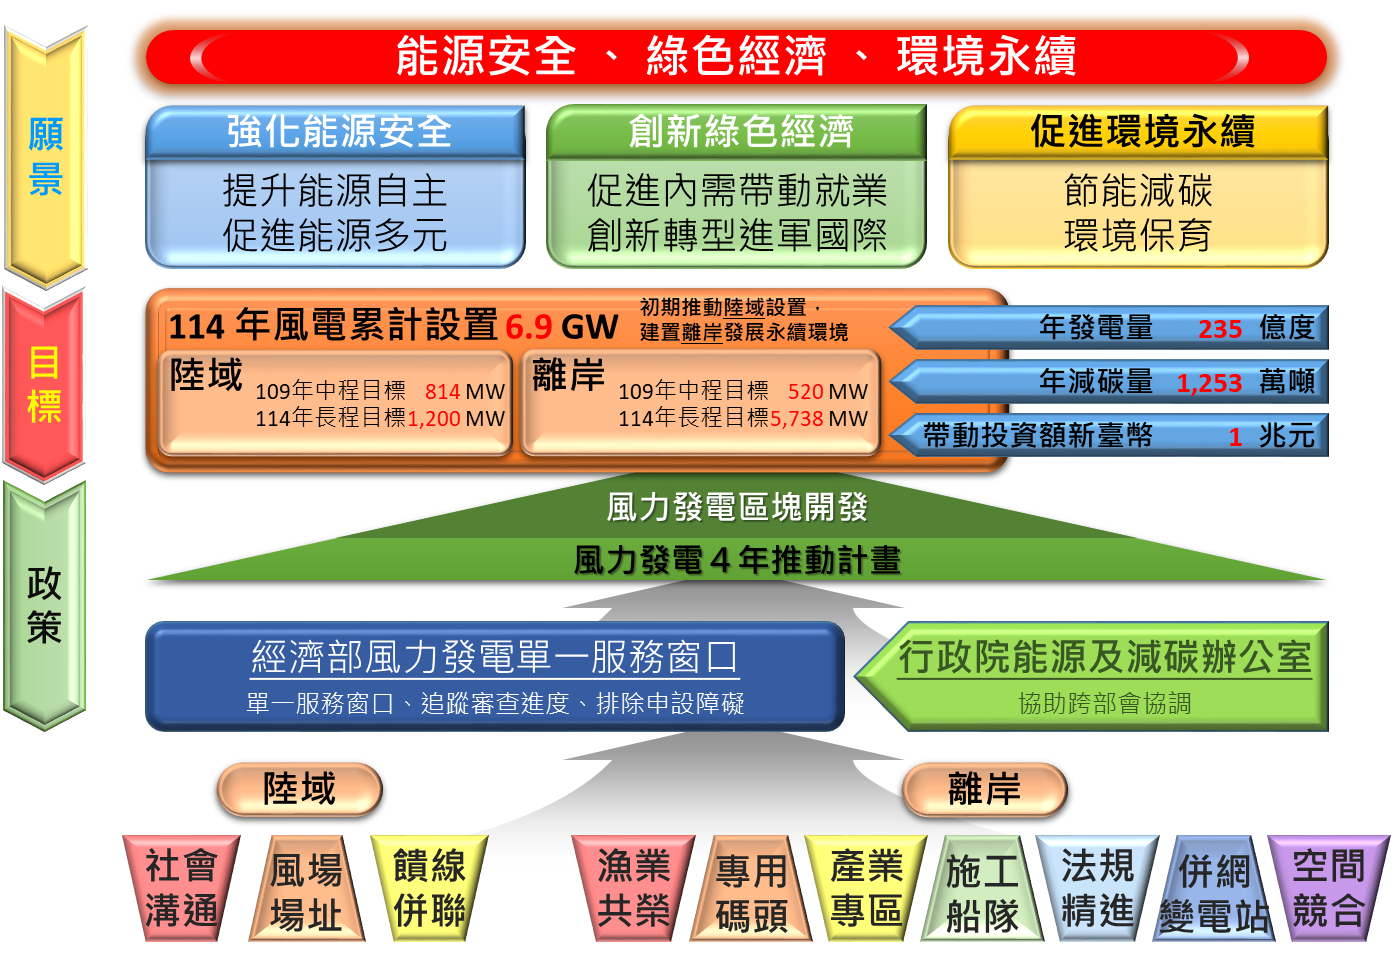 能源安全、綠色經濟、環境永續
願景
強化能源安全
提升能源自主
促進能源多元
創新綠色經濟
促進內需帶動就業
創新轉型進軍國際
促進環境永續
節能減碳
環境保育
目標
114 年風電累計設置 6.9 GW
初期推動陸域設置，
建置離岸發展永續環境
陸域
109年中程目標 814 MW
114年長程目標1,200 MW
離岸
109年中程目標 520 MW
114年長程目標5,738 MW
年發電量 235 億度
年減碳量 1,253 萬噸
帶動投資額新臺幣 1 兆元
政策
風力發電區塊開發
風力發電４年推動計畫
經濟部風力發電單一服務窗口
單一服務窗口、追蹤審查進度、排除申設障礙
行政院能源及減碳辦公室
協助跨部會協調
陸域
離岸
社會
溝通
風場
場址
饋線
併聯
漁業
共榮
專用
碼頭
產業
專區
施工
船隊
法規
精進
併網
變電站
空間
競合